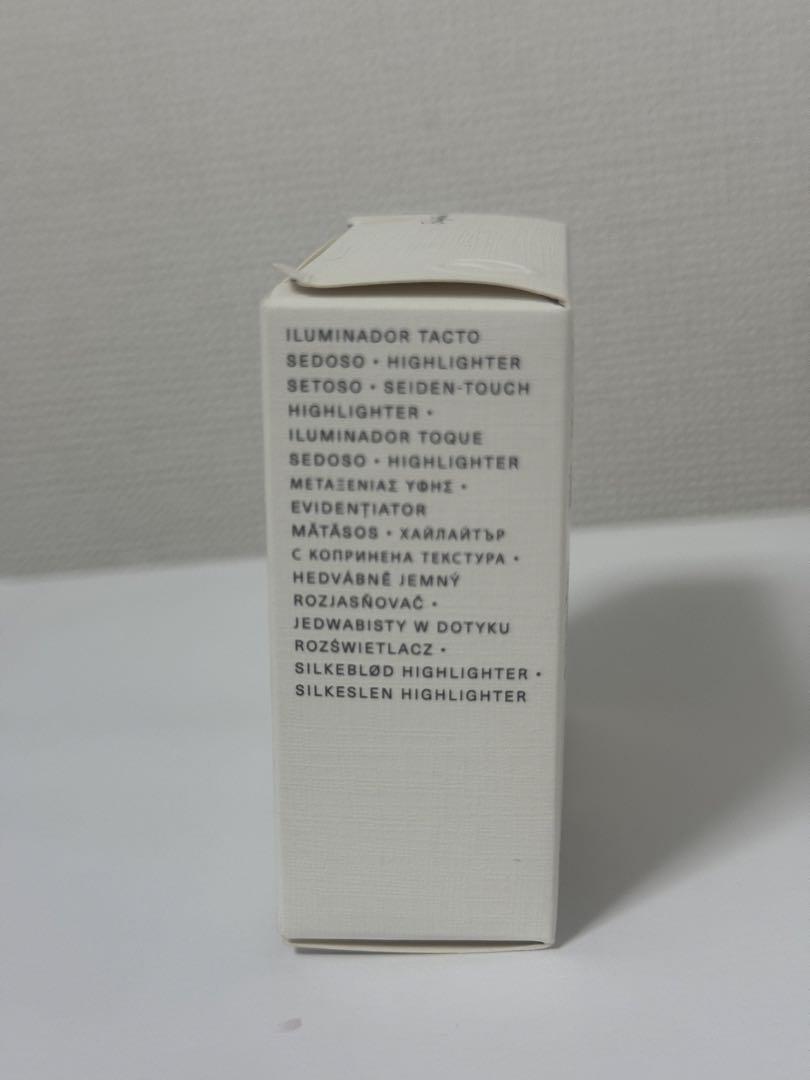 ILUMINADOR TACTO
SEDOSO • HIGHLIGHTER
SETOSO • SEIDEN-TOUCH
HIGHLIGHTER •
ILUMINADOR TOQUE
SEDOSO • HIGHLIGHTER
ΜΕΤΑΞΕΝΙΑΣ ΥΦΗΣ •
EVIDENȚIATOR
MĂTĂSOS • ХАЙЛАЙТЪР
С КОПРИНЕНА ТЕКСТУРА •
HEDVÁBNĚ JEMNÝ
ROZJASŇOVAČ •
JEDWABISTY W DOTYKU
ROZŚWIETLACZ •
SILKEBLØD HIGHLIGHTER •
SILKESLEN HIGHLIGHTER